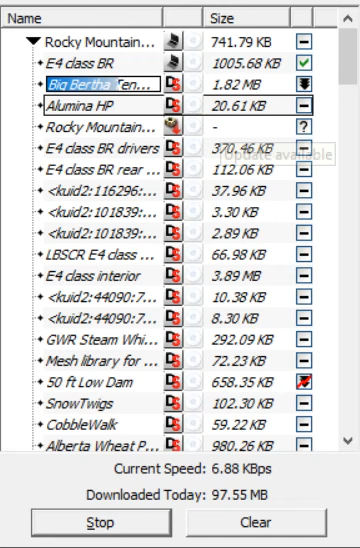 Name Size
Rocky Mountain... 741.79 KB
E4 class BR 1005.68 KB
Big Bertha Ten... 1.82 MB
Alumina HP 20.61 KB
Rocky Mountain... - ?
E4 class BR drivers 370.46 KB
Update available
E4 class BR rear ... 112.06 KB
<kuid2:116296:... 37.96 KB
<kuid2:101839:... 3.30 KB
<kuid2:101839:... 2.89 KB
LBSCR E4 class ... 66.98 KB
E4 class interior 3.89 MB
<kuid2:44090:7... 10.38 KB
<kuid2:44090:7... 8.30 KB
GWR Steam Whi... 292.09 KB
Mesh library for ... 72.23 KB
50 ft Low Dam 658.35 KB
SnowTwigs 102.30 KB
CobbleWalk 59.22 KB
Alberta Wheat P... 980.26 KB
Current Speed: 6.88 KBps
Downloaded Today: 97.55 MB
Stop Clear